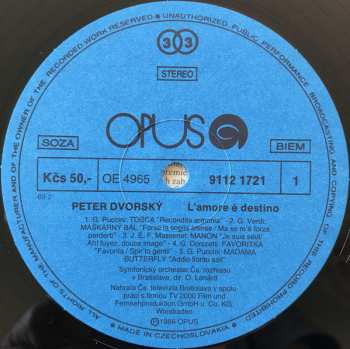 ★ UNAUTHORIZED PUBLIC PERFORMANCE BROADCASTING AND COPYING OF THIS RECORD PROHIBITED ★ ALL RIGHTS OF THE MANUFACTURER AND OF THE OWNER OF THE RECORDED WORK RESERVED
33
STEREO
OPUS
SOZA
BIEM
Kčs 50,-
OE 4965
9112 1721
1
PETER DVORSKÝ
L'amore è destino
1. G. Puccini: TOSCA "Recondita armonia" · 2. G. Verdi:
MAŠKARNÝ BÁL "Forse la soglia attinse / Ma se m'è forza
perderti" · 3. J. E. F. Massenet: MANON "Je suis seul!
Ah! fuyez, douce image" · 4. G. Donizetti: FAVORITKA
"Favorita / Spir'to gentil" · 5. G. Puccini: MADAMA
BUTTERFLY "Addio fiorito asil"
Symfonický orchester Čs. rozhlasu
v Bratislave, dir. O. Lenárd
Nahrala Čs. televízia Bratislava v spolu-
práci s firmou TV 2000 Film und
Fernsehproduktion GmbH u. Co. KG,
Wiesbaden
℗ 1986 OPUS
MADE IN CZECHOSLOVAKIA